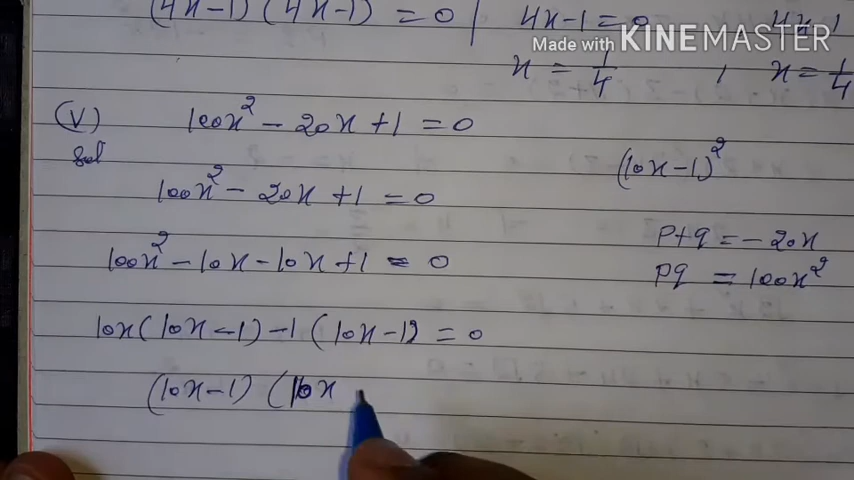 (4x-1) (4x-1) = 0 | 4x-1 = 0 4x 1
Made with KINEMASTER
x = 1/4 , x = 1/4
(V) 100x² - 20x + 1 = 0
Sol (10x-1)²
100x² - 20x + 1 = 0
P+q = -20x
100x² - 10x - 10x + 1 = 0 Pq = 100x²
10x(10x-1) -1 (10x-1) = 0
(10x-1) (10x